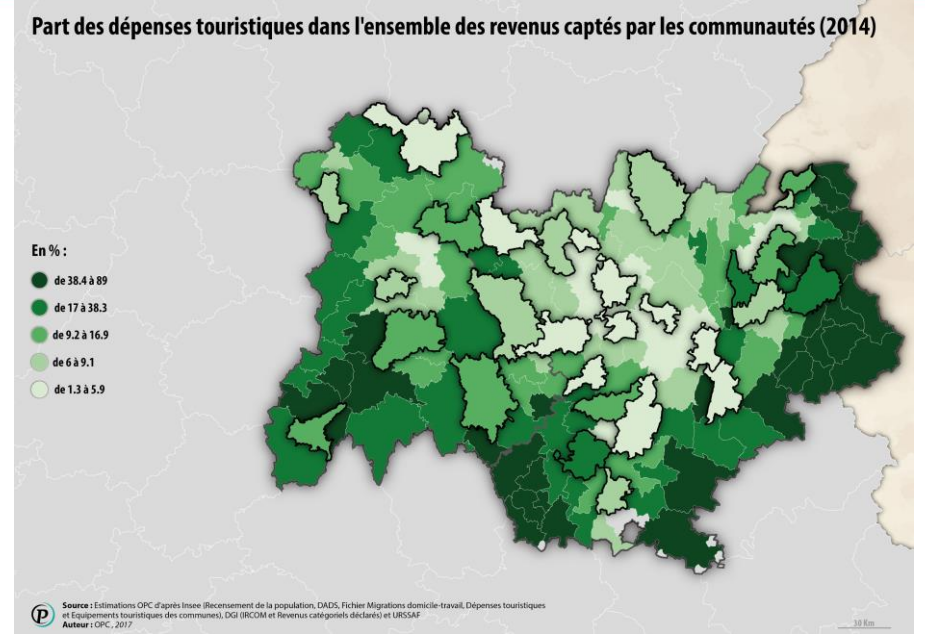 Part des dépenses touristiques dans l'ensemble des revenus captés par les communautés (2014)
En % :
de 38.4 à 89
de 17 à 38.3
de 9.2 à 16.9
de 6 à 9.1
de 1.3 à 5.9
P
Source : Estimations OPC d'après Insee (Recensement de la population, DADS, Fichier Migrations domicile-travail, Dépenses touristiques
et Equipements touristiques des communes), DGI (IRCOM et Revenus catégoriels déclarés) et URSSAF
Auteur : OPC , 2017
30 Km